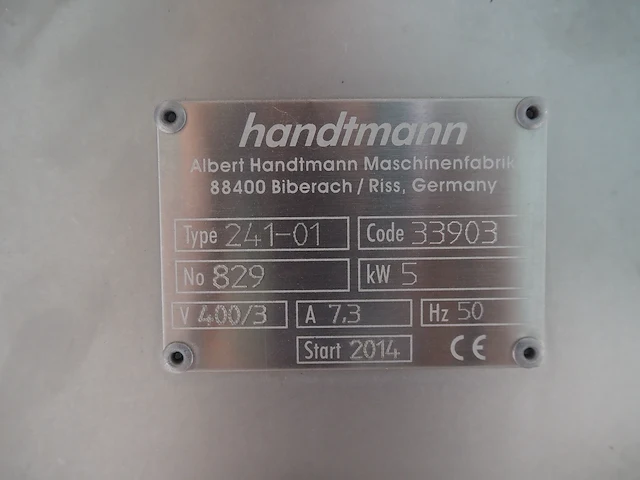 handtmann
Albert Handtmann Maschinenfabrik
88400 Biberach / Riss, Germany
Type 241-01 Code 33903
No 829 kW 5
V 400/3 A 7,3 Hz 50
Start 2014 CE